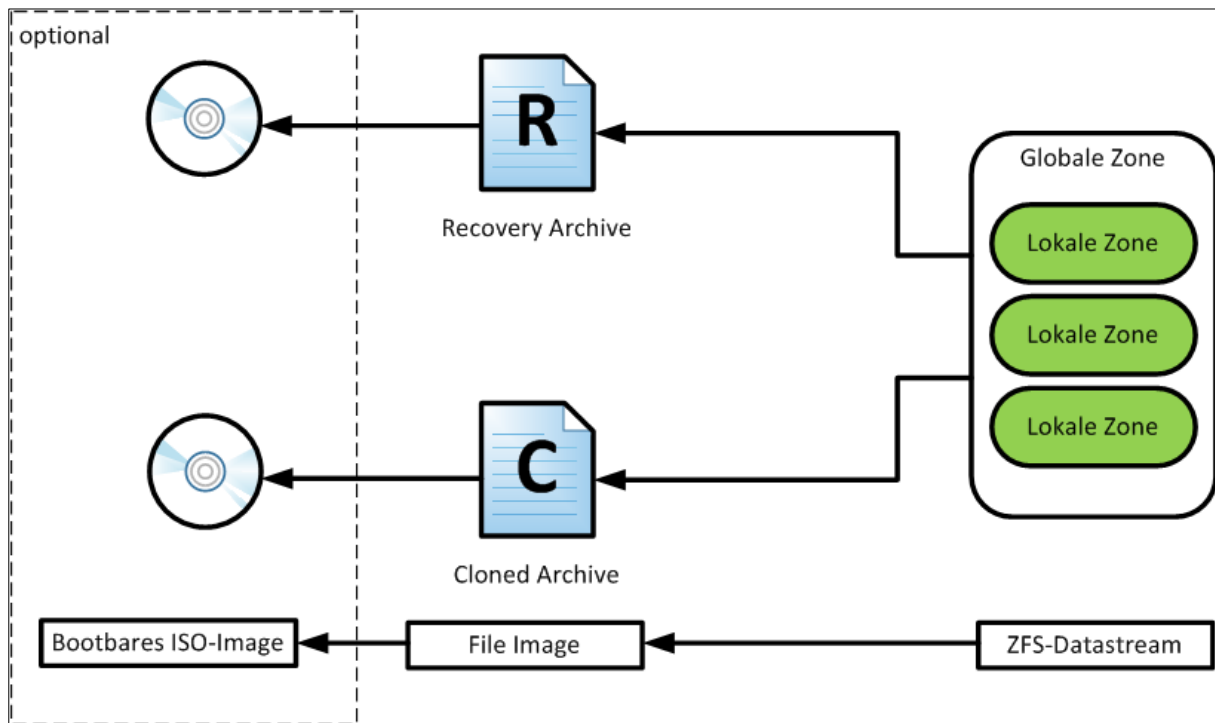 optional
R
Recovery Archive
Globale Zone
Lokale Zone
Lokale Zone
Lokale Zone
C
Cloned Archive
Bootbares ISO-Image
File Image
ZFS-Datastream